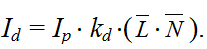 I_d = I_p · k_d · (L̅ · N̅).